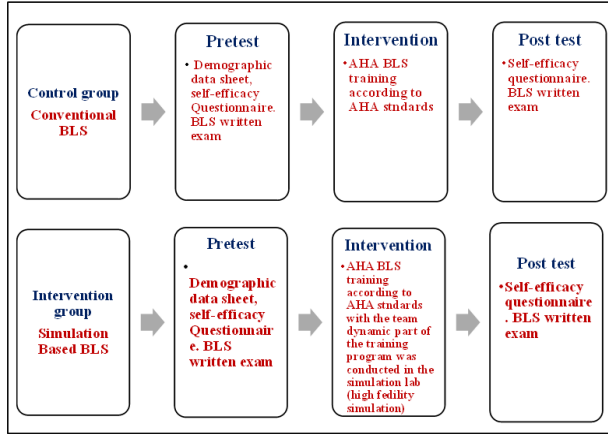 Control group
Conventional
BLS
Pretest
• Demographic
data sheet,
self-efficacy
Questionnaire.
BLS written
exam
Intervention
•AHA BLS
training
according to
AHA stndards
Post test
•Self-efficacy
questionnaire.
BLS written
exam
Intervention
group
Simulation
Based BLS
Pretest
•
Demographic
data sheet,
self-efficacy
Questionnair
e. BLS
written exam
Intervention
•AHA BLS
training
according to
AHA stndards
with the team
dynamic part of
the training
program was
conducted in the
simulation lab
(high fedility
simulation)
Post test
•Self-efficacy
questionnaire
. BLS written
exam